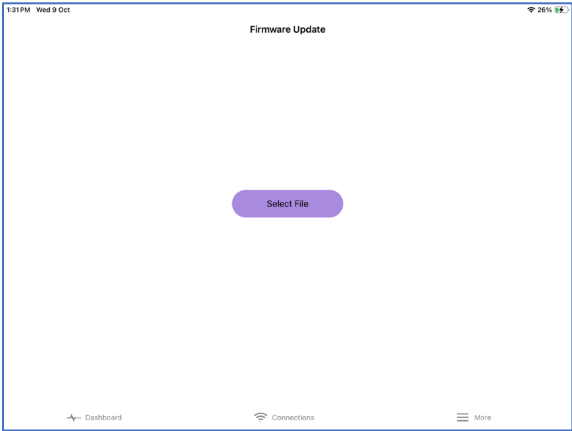 1:31 PM Wed 9 Oct 26%
Firmware Update
Select File
Dashboard Connections More